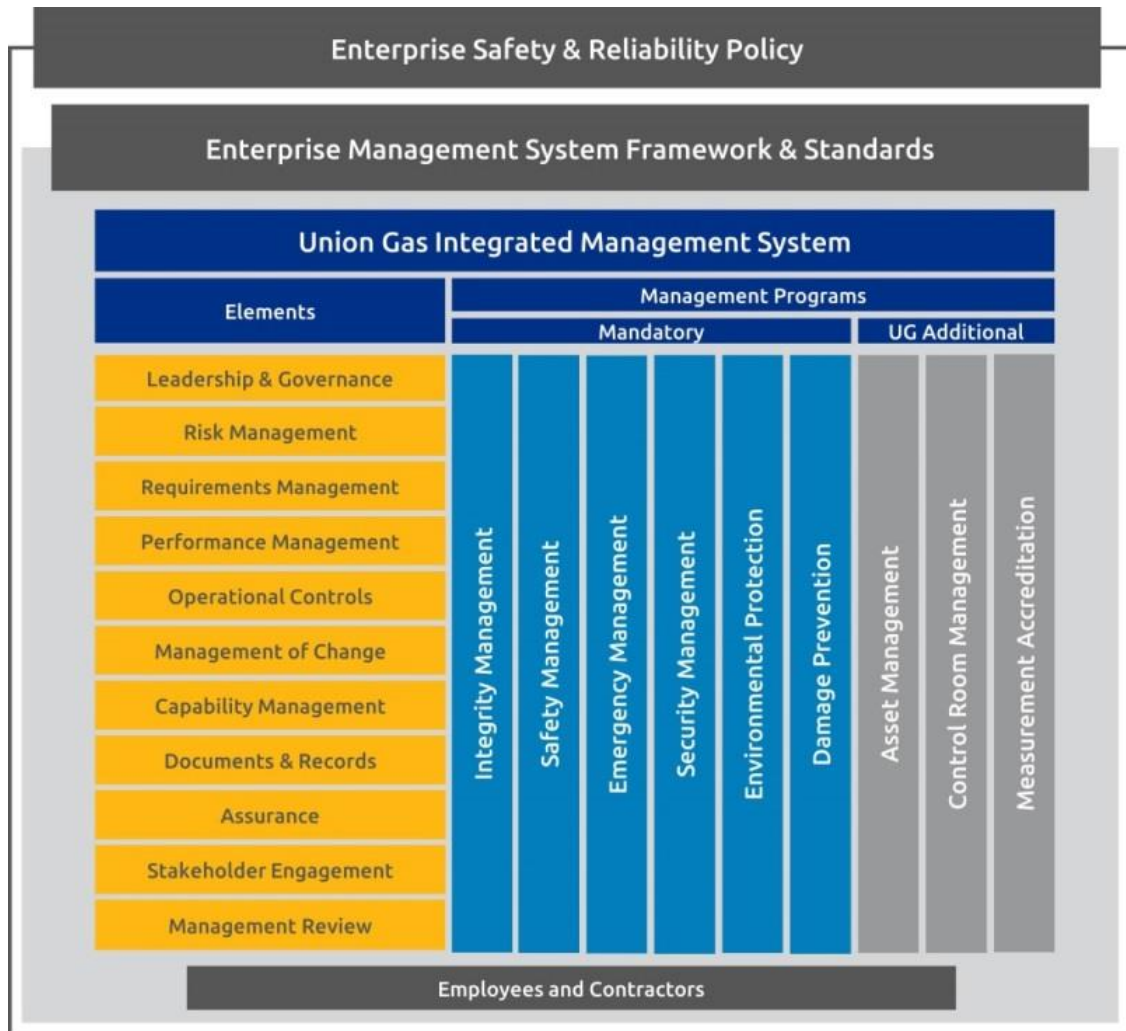 Enterprise Safety & Reliability Policy
Enterprise Management System Framework & Standards
Union Gas Integrated Management System
Elements
Management Programs
Mandatory
UG Additional
Leadership & Governance
Risk Management
Requirements Management
Performance Management
Operational Controls
Management of Change
Capability Management
Documents & Records
Assurance
Stakeholder Engagement
Management Review
Integrity Management
Safety Management
Emergency Management
Security Management
Environmental Protection
Damage Prevention
Asset Management
Control Room Management
Measurement Accreditation
Employees and Contractors